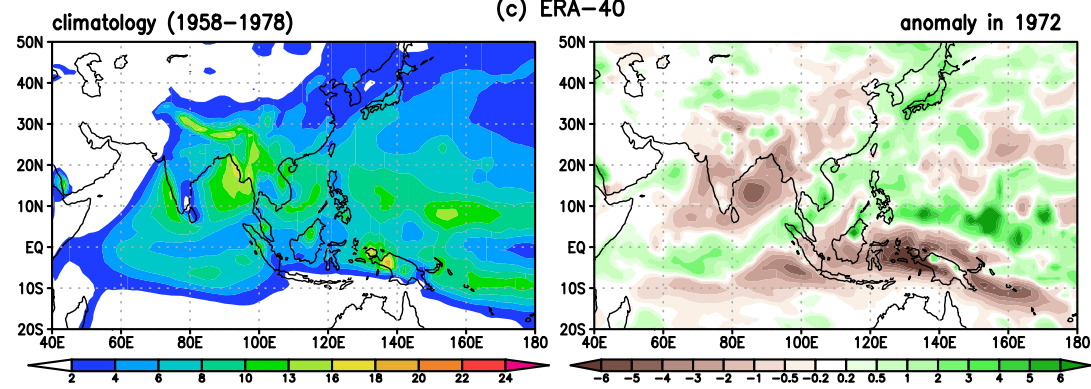 (c) ERA-40
climatology (1958-1978)
anomaly in 1972
50N
40N
30N
20N
10N
EQ
10S
20S
40E 60E 80E 100E 120E 140E 160E 180
2 4 6 8 10 13 16 18 20 22 24
50N
40N
30N
20N
10N
EQ
10S
20S
40E 60E 80E 100E 120E 140E 160E 180
-6 -5 -4 -3 -2 -1 -0.5 -0.2 0.2 0.5 1 2 3 4 5 6